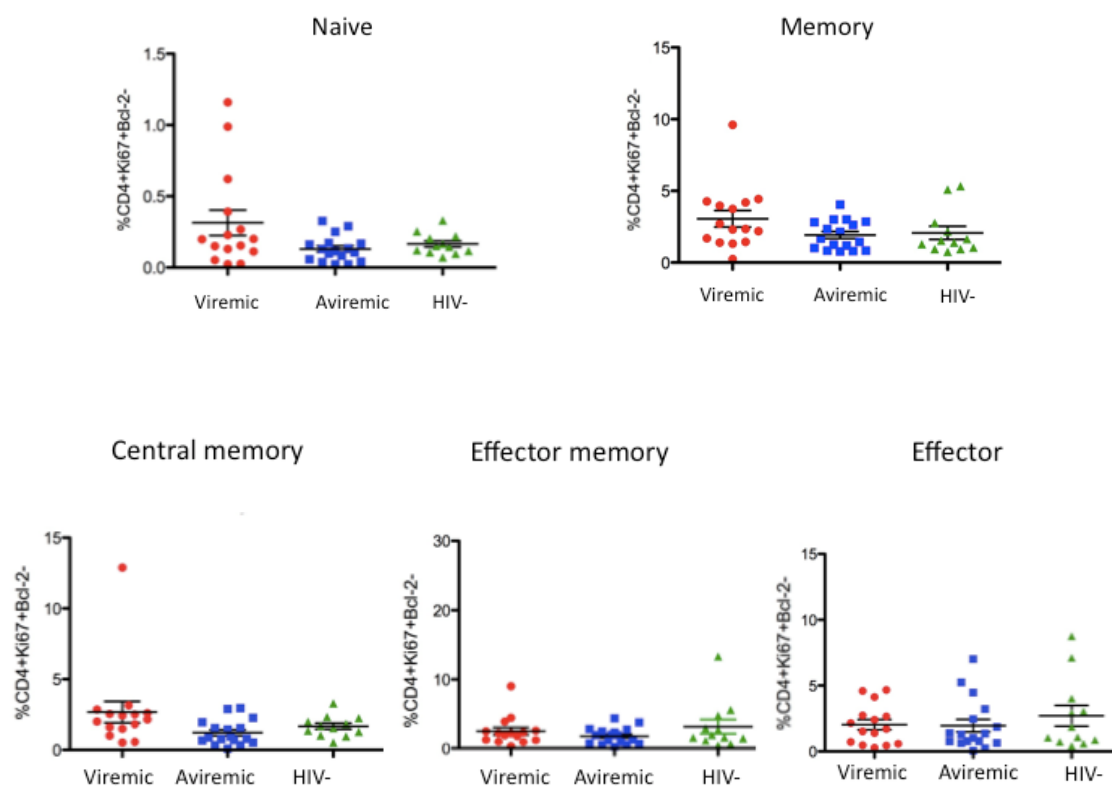 Naive
Memory
%CD4+Ki67+Bcl-2-
1.5
1.0
0.5
0.0
Viremic Aviremic HIV-
%CD4+Ki67+Bcl-2-
15
10
5
0
Viremic Aviremic HIV-
Central memory
Effector memory
Effector
%CD4+Ki67+Bcl-2-
15
10
5
0
Viremic Aviremic HIV-
%CD4+Ki67+Bcl-2-
30
20
10
0
Viremic Aviremic HIV-
%CD4+Ki67+Bcl-2-
15
10
5
0
Viremic Aviremic HIV-